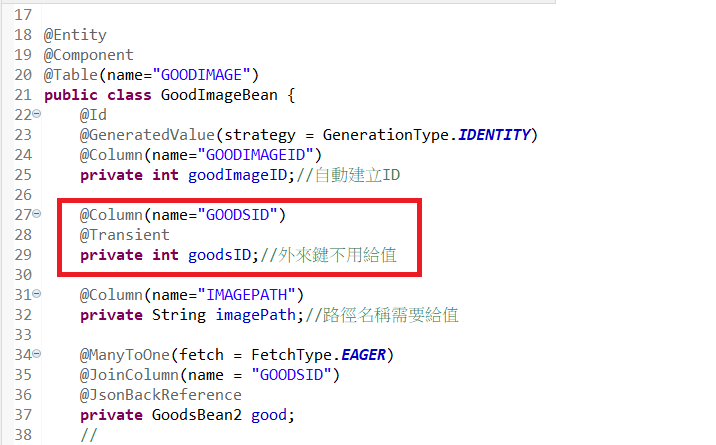 17
18 @Entity
19 @Component
20 @Table(name="GOODIMAGE")
21 public class GoodImageBean {
22 @Id
23 @GeneratedValue(strategy = GenerationType.IDENTITY)
24 @Column(name="GOODIMAGEID")
25 private int goodImageID;//自動建立ID
26
27 @Column(name="GOODSID")
28 @Transient
29 private int goodsID;//外來鍵不用給值
30
31 @Column(name="IMAGEPATH")
32 private String imagePath;//路徑名稱需要給值
33
34 @ManyToOne(fetch = FetchType.EAGER)
35 @JoinColumn(name = "GOODSID")
36 @JsonBackReference
37 private GoodsBean2 good;
38 //